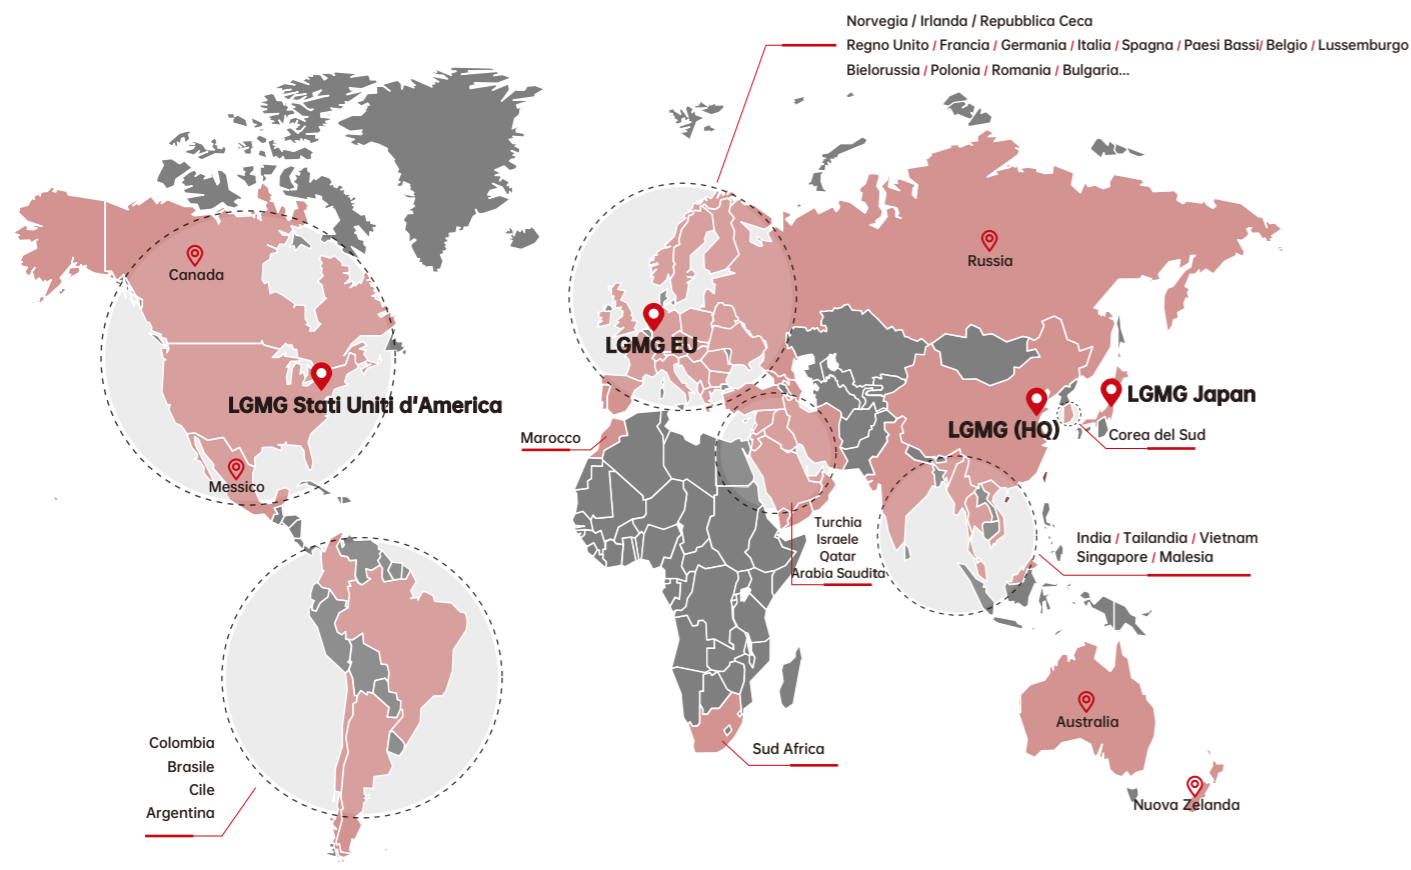 Norvegia / Irlanda / Repubblica Ceca
Regno Unito / Francia / Germania / Italia / Spagna / Paesi Bassi/ Belgio / Lussemburgo
Bielorussia / Polonia / Romania / Bulgaria...
Canada
Russia
LGMG EU
LGMG Stati Uniti d'America
LGMG Japan
LGMG (HQ)
Corea del Sud
Marocco
Messico
Turchia
Israele
Qatar
Arabia Saudita
India / Tailandia / Vietnam
Singapore / Malesia
Australia
Colombia
Brasile
Cile
Argentina
Sud Africa
Nuova Zelanda